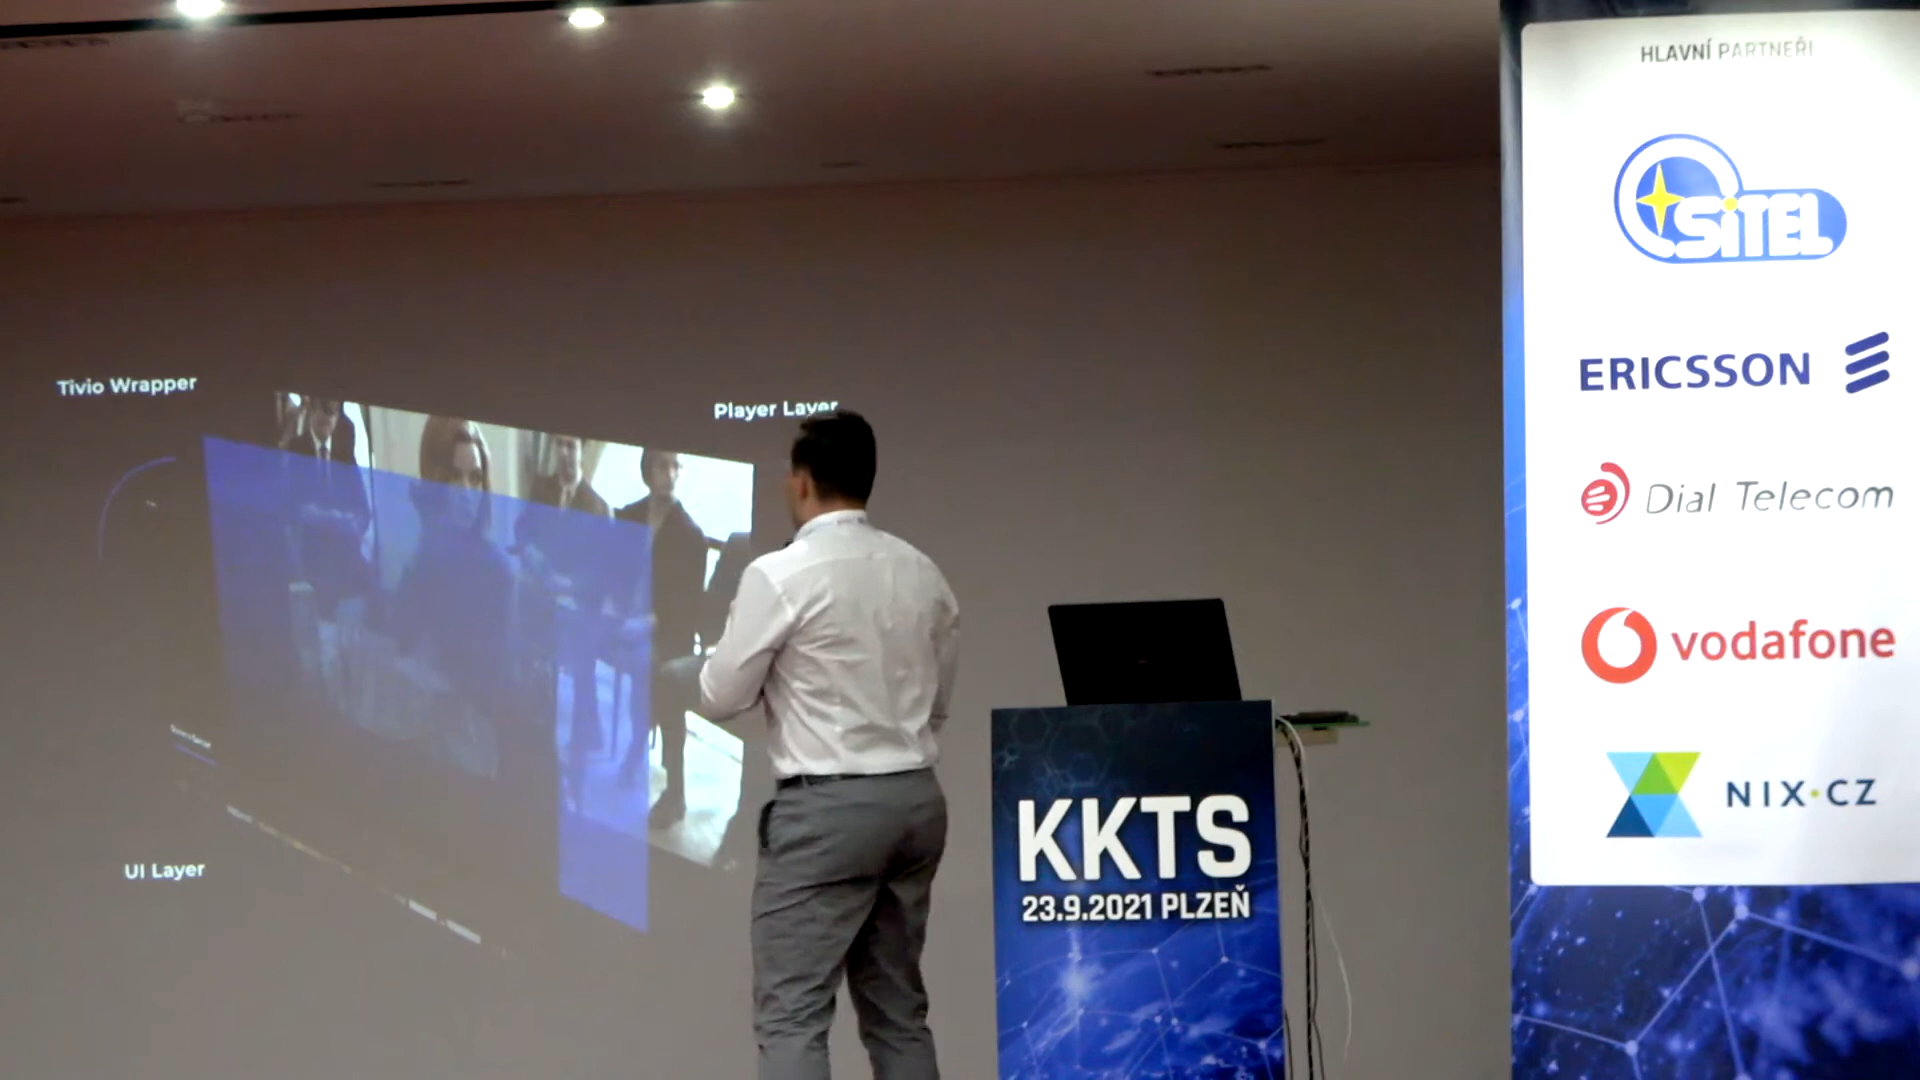 Tivio Wrapper
Player Layer
UI Layer
KKTS
23.9.2021 PLZEŇ
HLAVNÍ PARTNEŘI
SiTEL
ERICSSON
Dial Telecom
vodafone
NIX•CZ